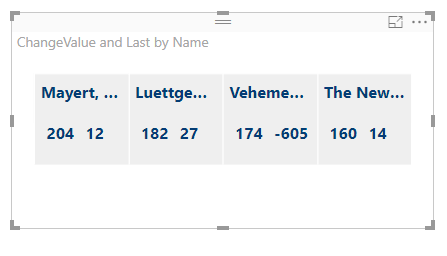 ChangeValue and Last by Name
Mayert, ... Luettge... Veheme... The New...
204 12 182 27 174 -605 160 14